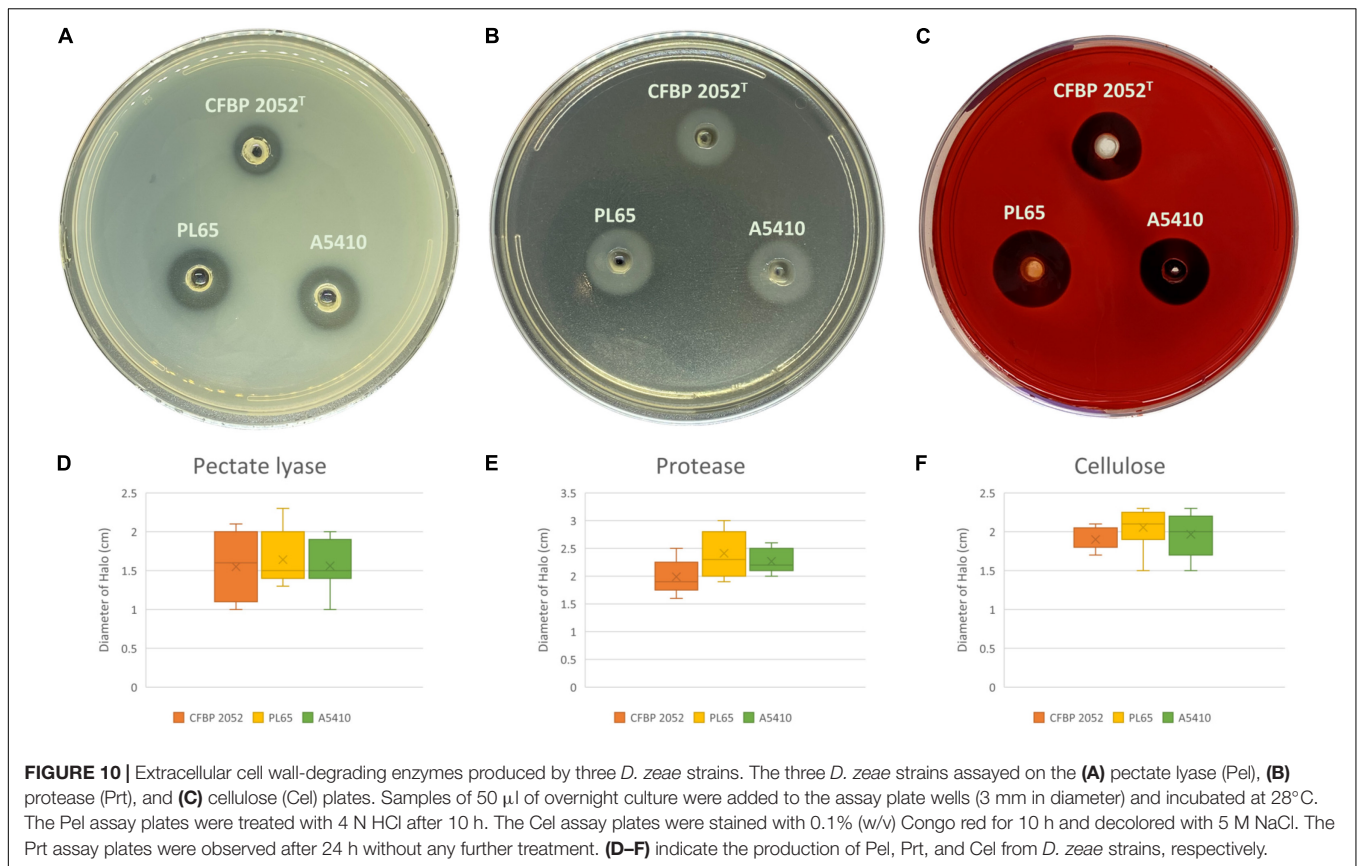 A
B
C
CFBP 2052ᵀ
PL65
A5410
CFBP 2052ᵀ
PL65
A5410
CFBP 2052ᵀ
PL65
A5410
D
Pectate lyase
Diameter of Halo (cm)
2.5
2
1.5
1
0.5
0
CFBP 2052 PL65 A5410
E
Protease
Diameter of Halo (cm)
3.5
3
2.5
2
1.5
1
0.5
0
CFBP 2052 PL65 A5410
F
Cellulose
Diameter of Halo (cm)
2.5
2
1.5
1
0.5
0
CFBP 2052 PL65 A5410
FIGURE 10 | Extracellular cell wall-degrading enzymes produced by three D. zeae strains. The three D. zeae strains assayed on the (A) pectate lyase (Pel), (B)
protease (Prt), and (C) cellulose (Cel) plates. Samples of 50 μl of overnight culture were added to the assay plate wells (3 mm in diameter) and incubated at 28°C.
The Pel assay plates were treated with 4 N HCl after 10 h. The Cel assay plates were stained with 0.1% (w/v) Congo red for 10 h and decolored with 5 M NaCl. The
Prt assay plates were observed after 24 h without any further treatment. (D–F) indicate the production of Pel, Prt, and Cel from D. zeae strains, respectively.